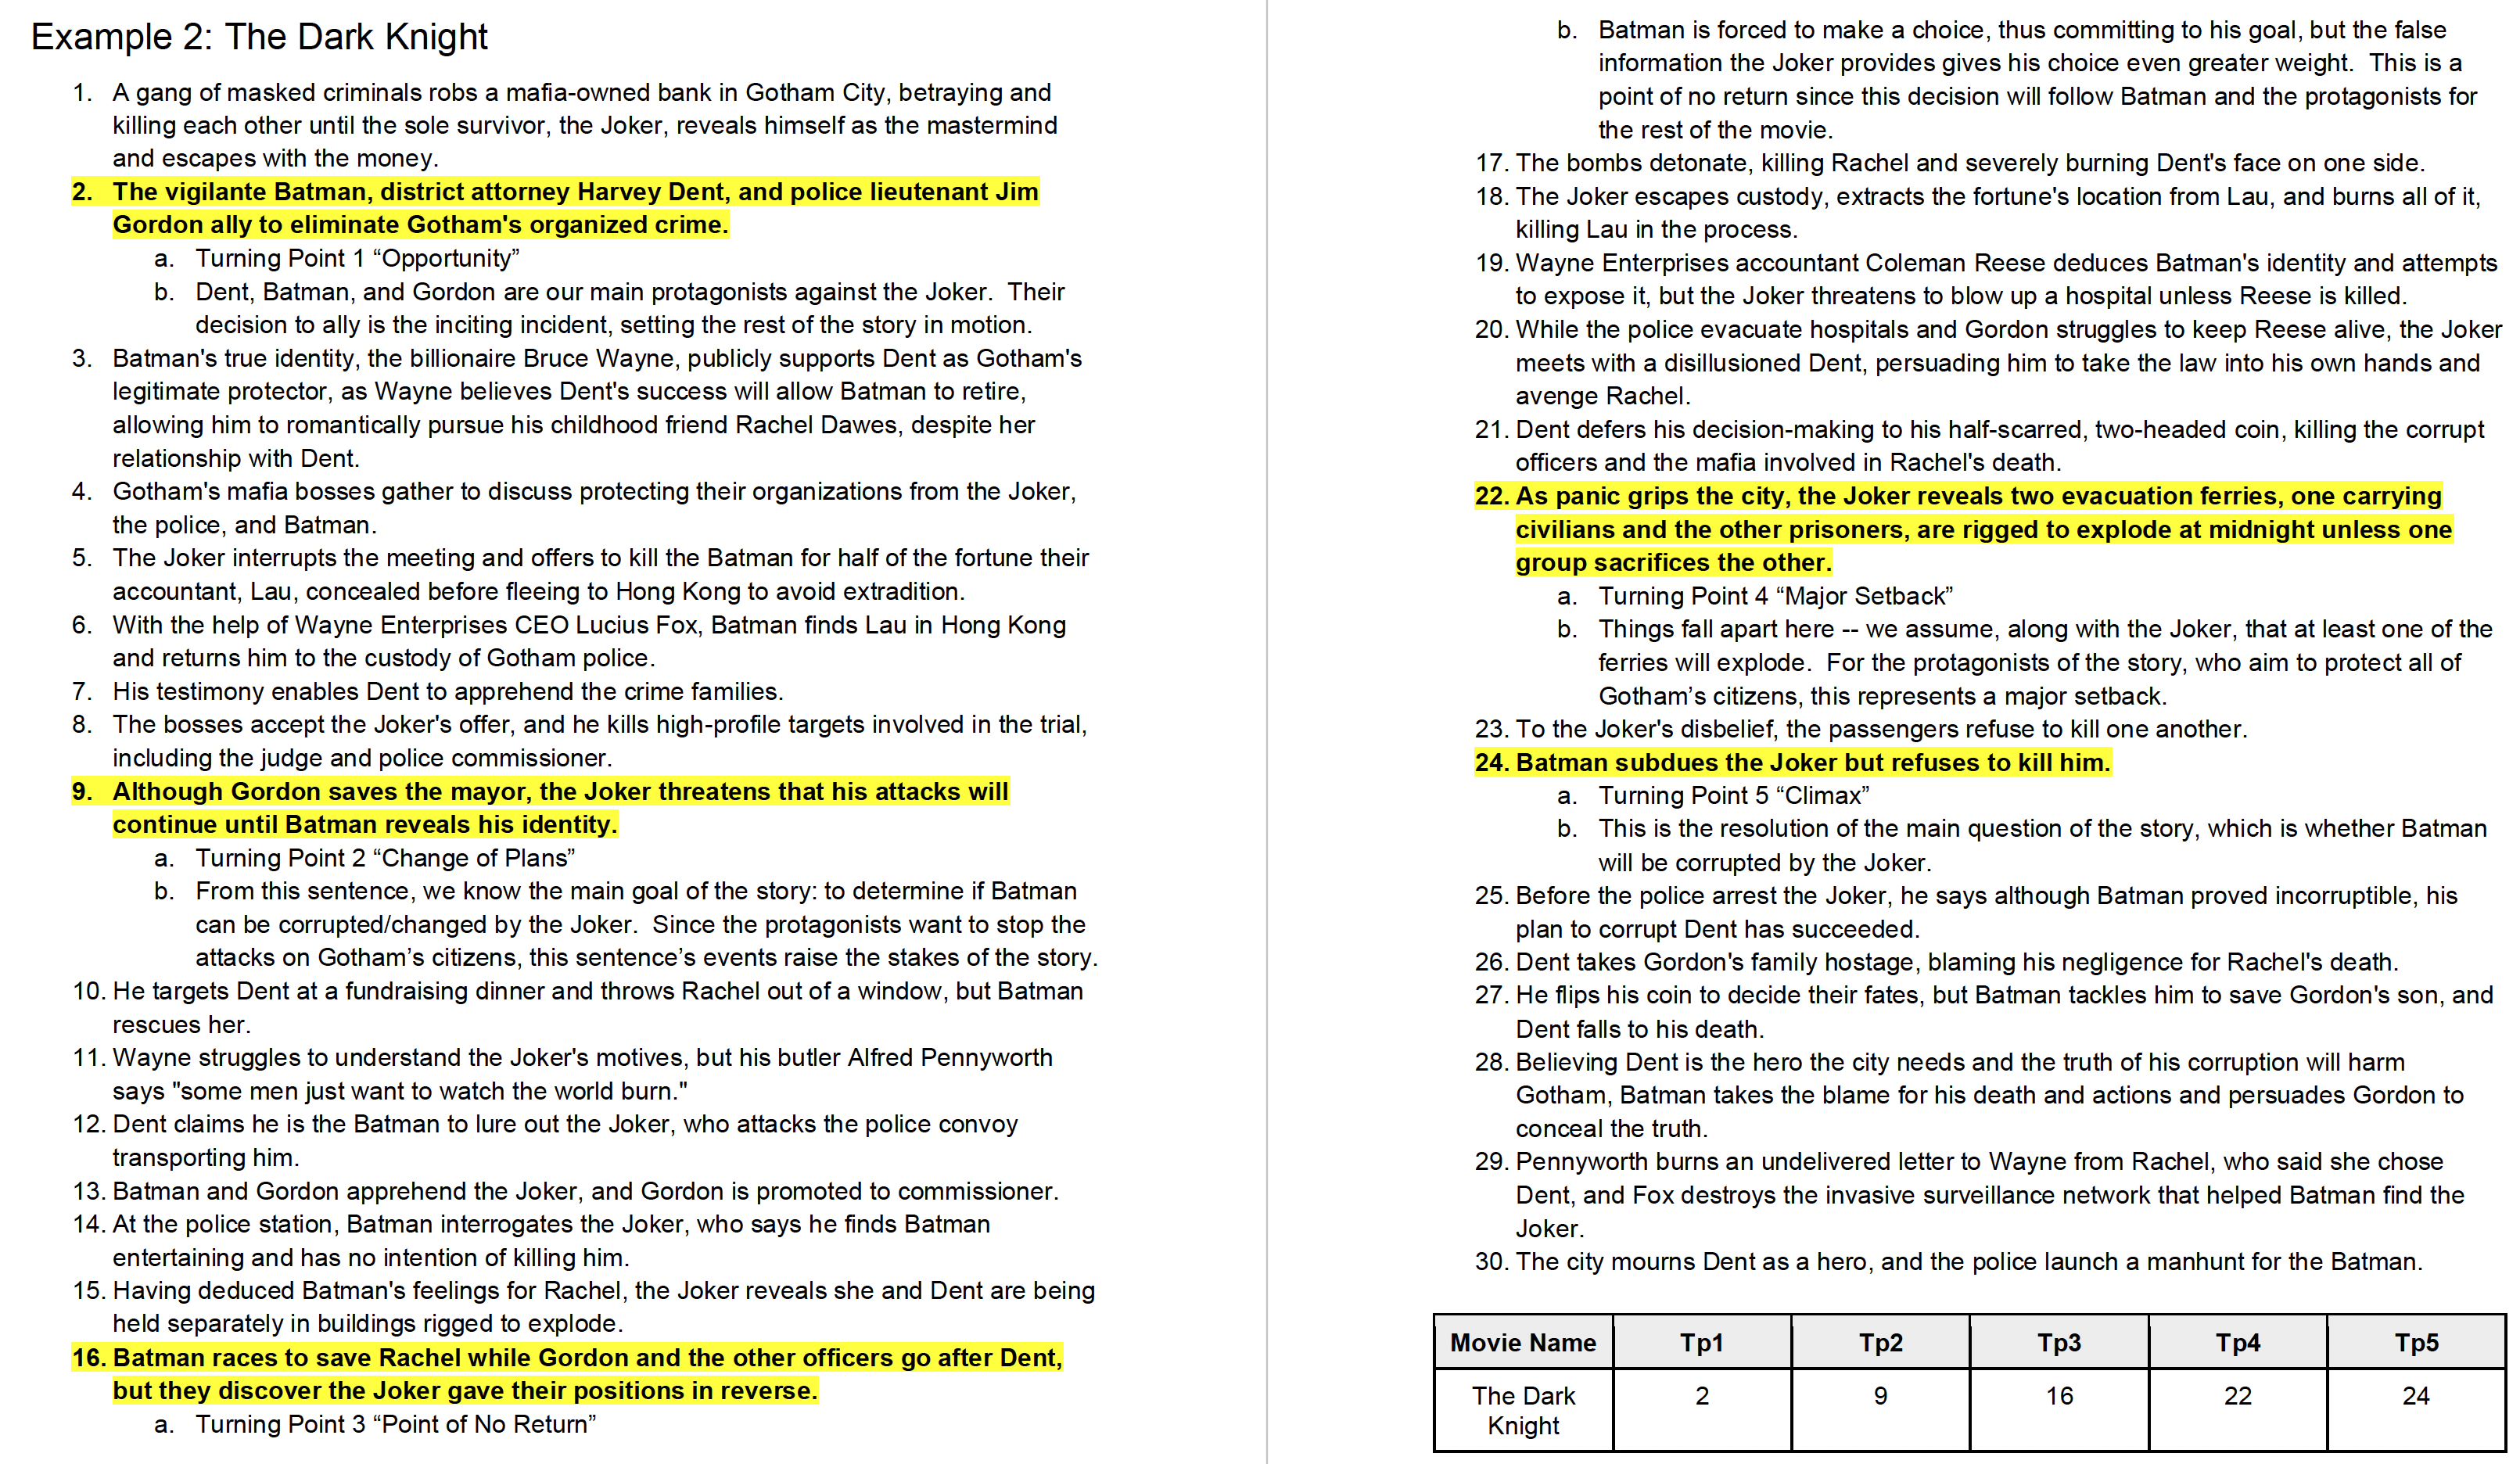 Example 2: The Dark Knight
1. A gang of masked criminals robs a mafia-owned bank in Gotham City, betraying and
killing each other until the sole survivor, the Joker, reveals himself as the mastermind
and escapes with the money.
2. The vigilante Batman, district attorney Harvey Dent, and police lieutenant Jim
Gordon ally to eliminate Gotham's organized crime.
a. Turning Point 1 “Opportunity”
b. Dent, Batman, and Gordon are our main protagonists against the Joker. Their
decision to ally is the inciting incident, setting the rest of the story in motion.
3. Batman's true identity, the billionaire Bruce Wayne, publicly supports Dent as Gotham's
legitimate protector, as Wayne believes Dent's success will allow Batman to retire,
allowing him to romantically pursue his childhood friend Rachel Dawes, despite her
relationship with Dent.
4. Gotham's mafia bosses gather to discuss protecting their organizations from the Joker,
the police, and Batman.
5. The Joker interrupts the meeting and offers to kill the Batman for half of the fortune their
accountant, Lau, concealed before fleeing to Hong Kong to avoid extradition.
6. With the help of Wayne Enterprises CEO Lucius Fox, Batman finds Lau in Hong Kong
and returns him to the custody of Gotham police.
7. His testimony enables Dent to apprehend the crime families.
8. The bosses accept the Joker's offer, and he kills high-profile targets involved in the trial,
including the judge and police commissioner.
9. Although Gordon saves the mayor, the Joker threatens that his attacks will
continue until Batman reveals his identity.
a. Turning Point 2 “Change of Plans”
b. From this sentence, we know the main goal of the story: to determine if Batman
can be corrupted/changed by the Joker. Since the protagonists want to stop the
attacks on Gotham’s citizens, this sentence’s events raise the stakes of the story.
10. He targets Dent at a fundraising dinner and throws Rachel out of a window, but Batman
rescues her.
11. Wayne struggles to understand the Joker's motives, but his butler Alfred Pennyworth
says "some men just want to watch the world burn."
12. Dent claims he is the Batman to lure out the Joker, who attacks the police convoy
transporting him.
13. Batman and Gordon apprehend the Joker, and Gordon is promoted to commissioner.
14. At the police station, Batman interrogates the Joker, who says he finds Batman
entertaining and has no intention of killing him.
15. Having deduced Batman's feelings for Rachel, the Joker reveals she and Dent are being
held separately in buildings rigged to explode.
16. Batman races to save Rachel while Gordon and the other officers go after Dent,
but they discover the Joker gave their positions in reverse.
a. Turning Point 3 “Point of No Return”
b. Batman is forced to make a choice, thus committing to his goal, but the false
information the Joker provides gives his choice even greater weight. This is a
point of no return since this decision will follow Batman and the protagonists for
the rest of the movie.
17. The bombs detonate, killing Rachel and severely burning Dent's face on one side.
18. The Joker escapes custody, extracts the fortune's location from Lau, and burns all of it,
killing Lau in the process.
19. Wayne Enterprises accountant Coleman Reese deduces Batman's identity and attempts
to expose it, but the Joker threatens to blow up a hospital unless Reese is killed.
20. While the police evacuate hospitals and Gordon struggles to keep Reese alive, the Joker
meets with a disillusioned Dent, persuading him to take the law into his own hands and
avenge Rachel.
21. Dent defers his decision-making to his half-scarred, two-headed coin, killing the corrupt
officers and the mafia involved in Rachel's death.
22. As panic grips the city, the Joker reveals two evacuation ferries, one carrying
civilians and the other prisoners, are rigged to explode at midnight unless one
group sacrifices the other.
a. Turning Point 4 “Major Setback”
b. Things fall apart here -- we assume, along with the Joker, that at least one of the
ferries will explode. For the protagonists of the story, who aim to protect all of
Gotham’s citizens, this represents a major setback.
23. To the Joker's disbelief, the passengers refuse to kill one another.
24. Batman subdues the Joker but refuses to kill him.
a. Turning Point 5 “Climax”
b. This is the resolution of the main question of the story, which is whether Batman
will be corrupted by the Joker.
25. Before the police arrest the Joker, he says although Batman proved incorruptible, his
plan to corrupt Dent has succeeded.
26. Dent takes Gordon's family hostage, blaming his negligence for Rachel's death.
27. He flips his coin to decide their fates, but Batman tackles him to save Gordon's son, and
Dent falls to his death.
28. Believing Dent is the hero the city needs and the truth of his corruption will harm
Gotham, Batman takes the blame for his death and actions and persuades Gordon to
conceal the truth.
29. Pennyworth burns an undelivered letter to Wayne from Rachel, who said she chose
Dent, and Fox destroys the invasive surveillance network that helped Batman find the
Joker.
30. The city mourns Dent as a hero, and the police launch a manhunt for the Batman.
Movie Name Tp1 Tp2 Tp3 Tp4 Tp5
The Dark 2 9 16 22 24
Knight